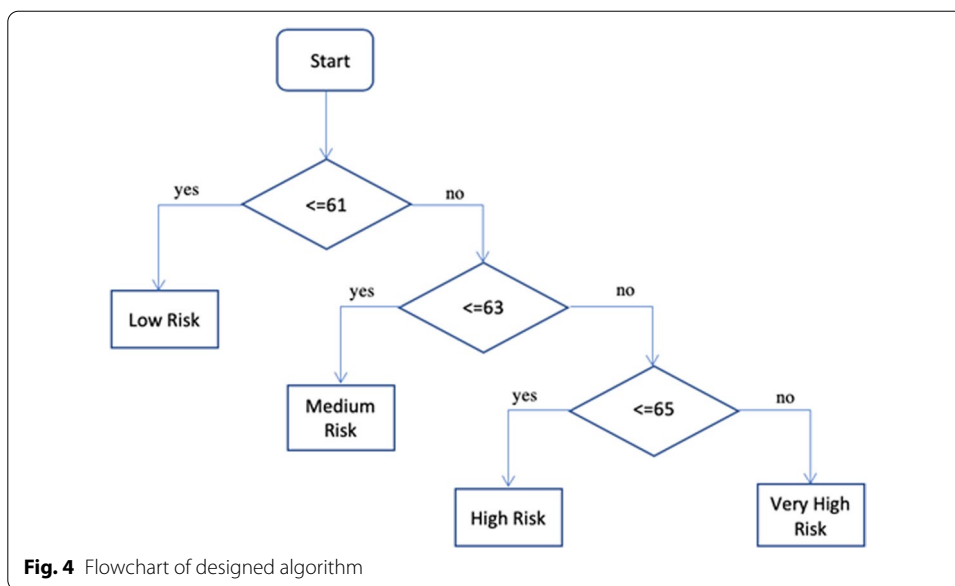 Start
<=61
yes
no
Low Risk
<=63
yes
no
Medium
Risk
<=65
yes
no
High Risk
Very High
Risk
Fig. 4 Flowchart of designed algorithm